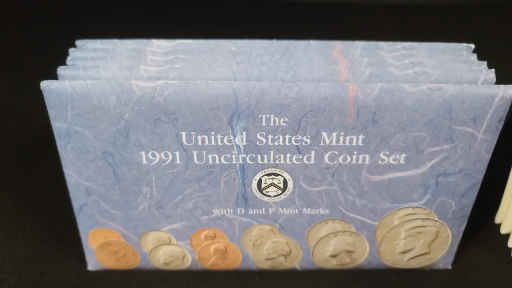 The
United States Mint
1991 Uncirculated Coin Set
with D and P Mint Marks